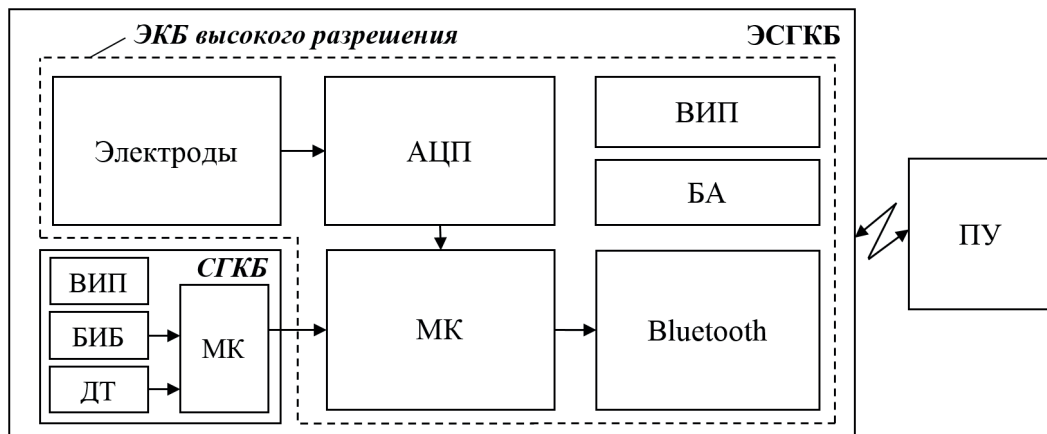 ЭКБ высокого разрешения
ЭСГКБ
Электроды
АЦП
ВИП
БА
ПУ
СГКБ
ВИП
БИБ
ДТ
МК
МК
Bluetooth